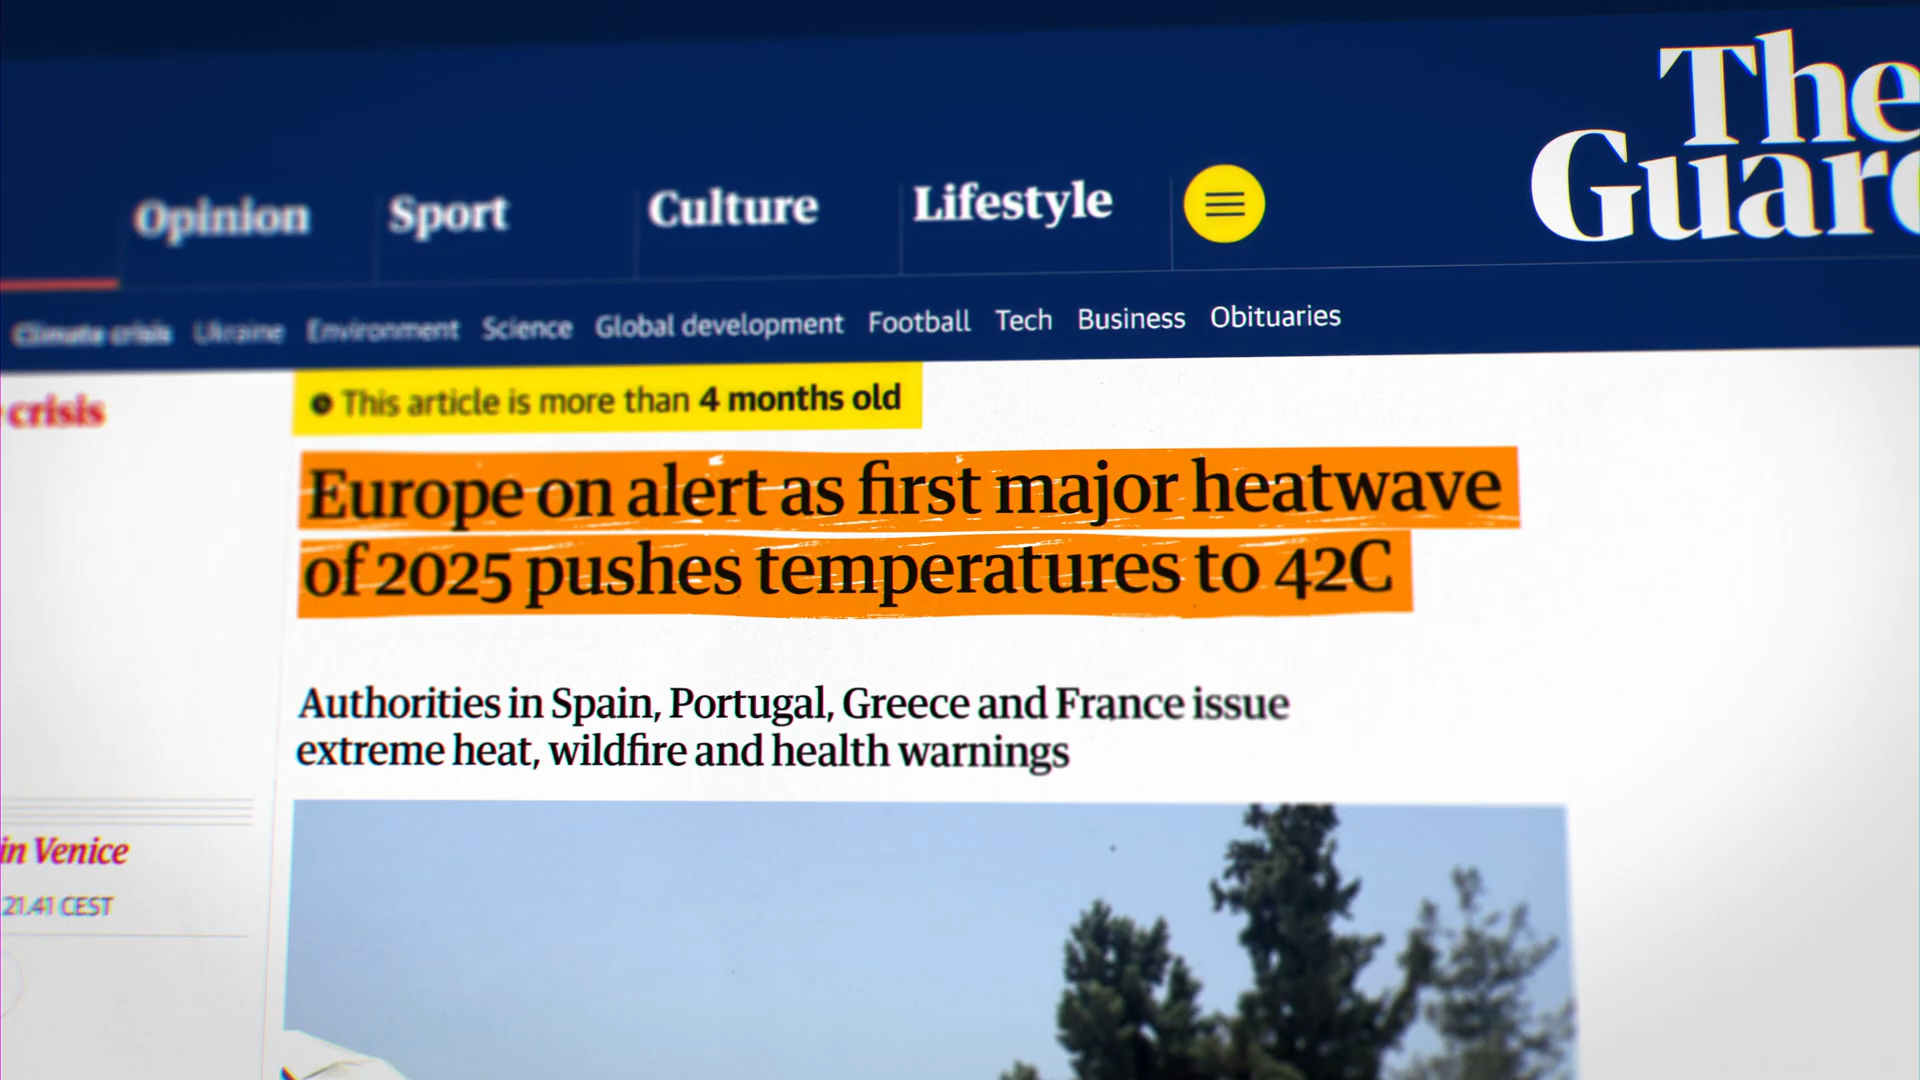 The
Guar
Opinion
Sport
Culture
Lifestyle
Climate crisis
Ukraine
Environment
Science
Global development
Football
Tech
Business
Obituaries
crisis
This article is more than 4 months old
Europe on alert as first major heatwave
of 2025 pushes temperatures to 42C
Authorities in Spain, Portugal, Greece and France issue
extreme heat, wildfire and health warnings
in Venice
21.41 CEST